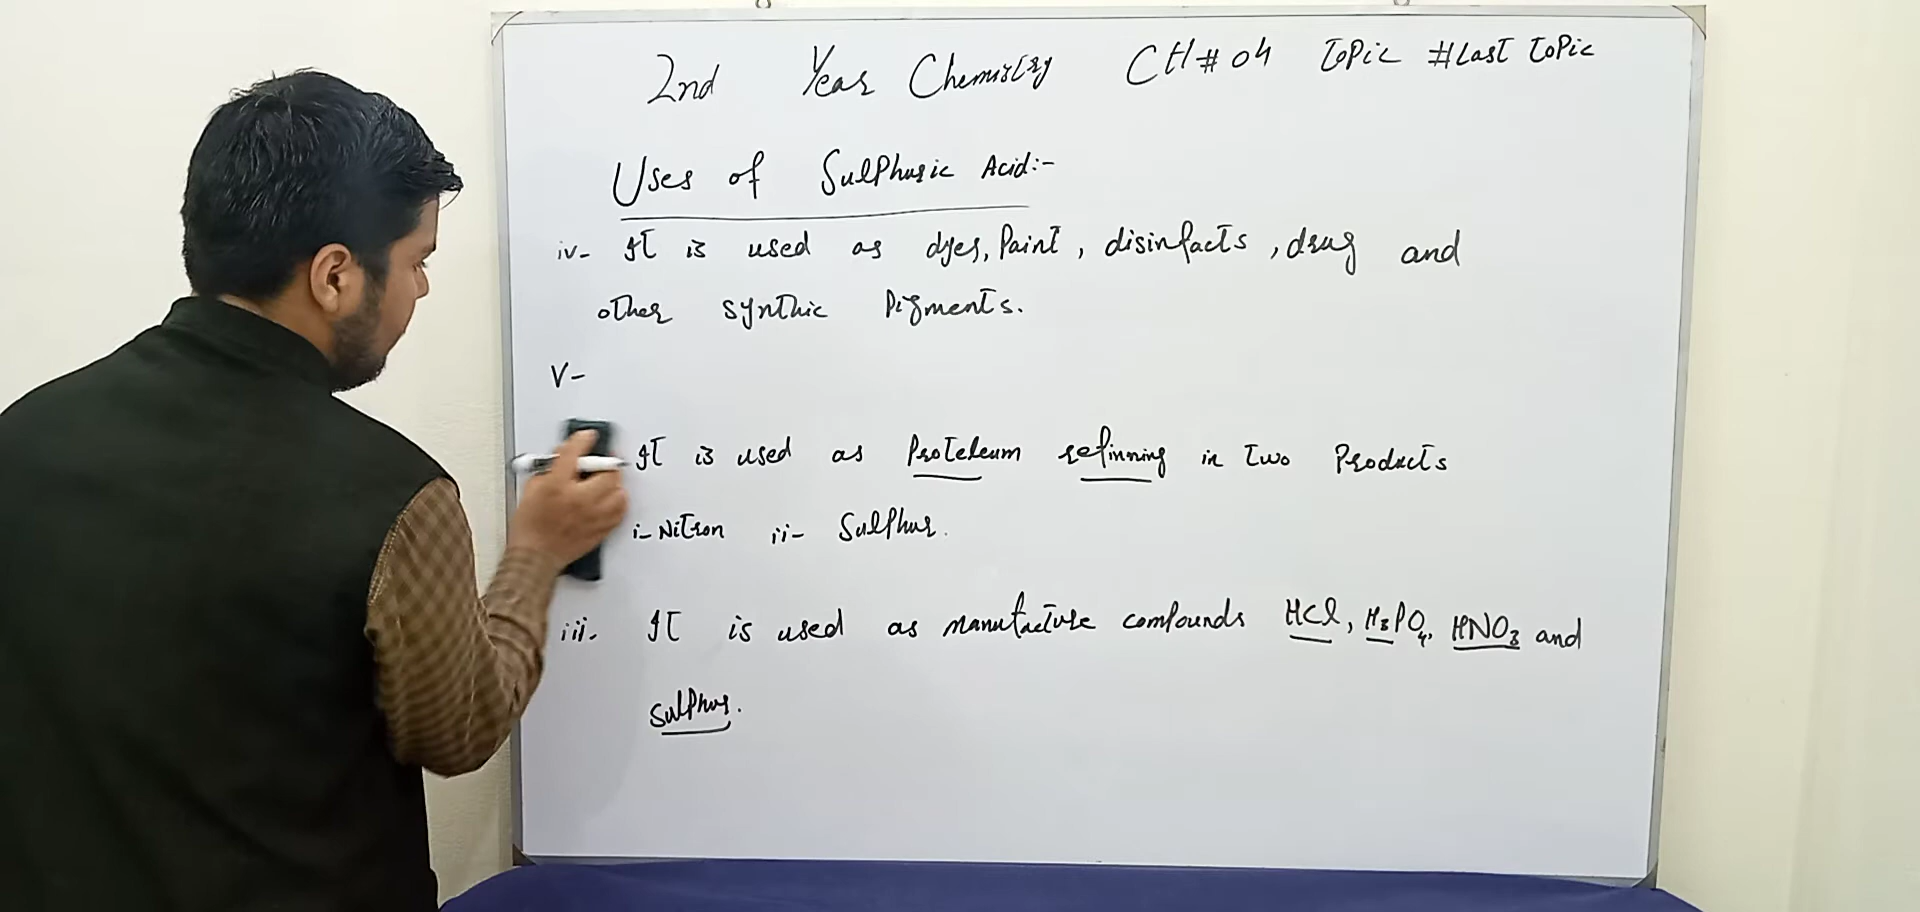 2nd Year Chemistry CH#04 Topic #Last Topic
Uses of Sulphuric Acid:-
iv- It is used as dyes, Paint, disinfacts, drug and
other synthic Pigments.
V-
It is used as Proteleum refinning in two Products
i- Nitron ii- Sulphur.
iii- It is used as manufacture compounds HCl, H3PO4, HNO3 and
sulphur.